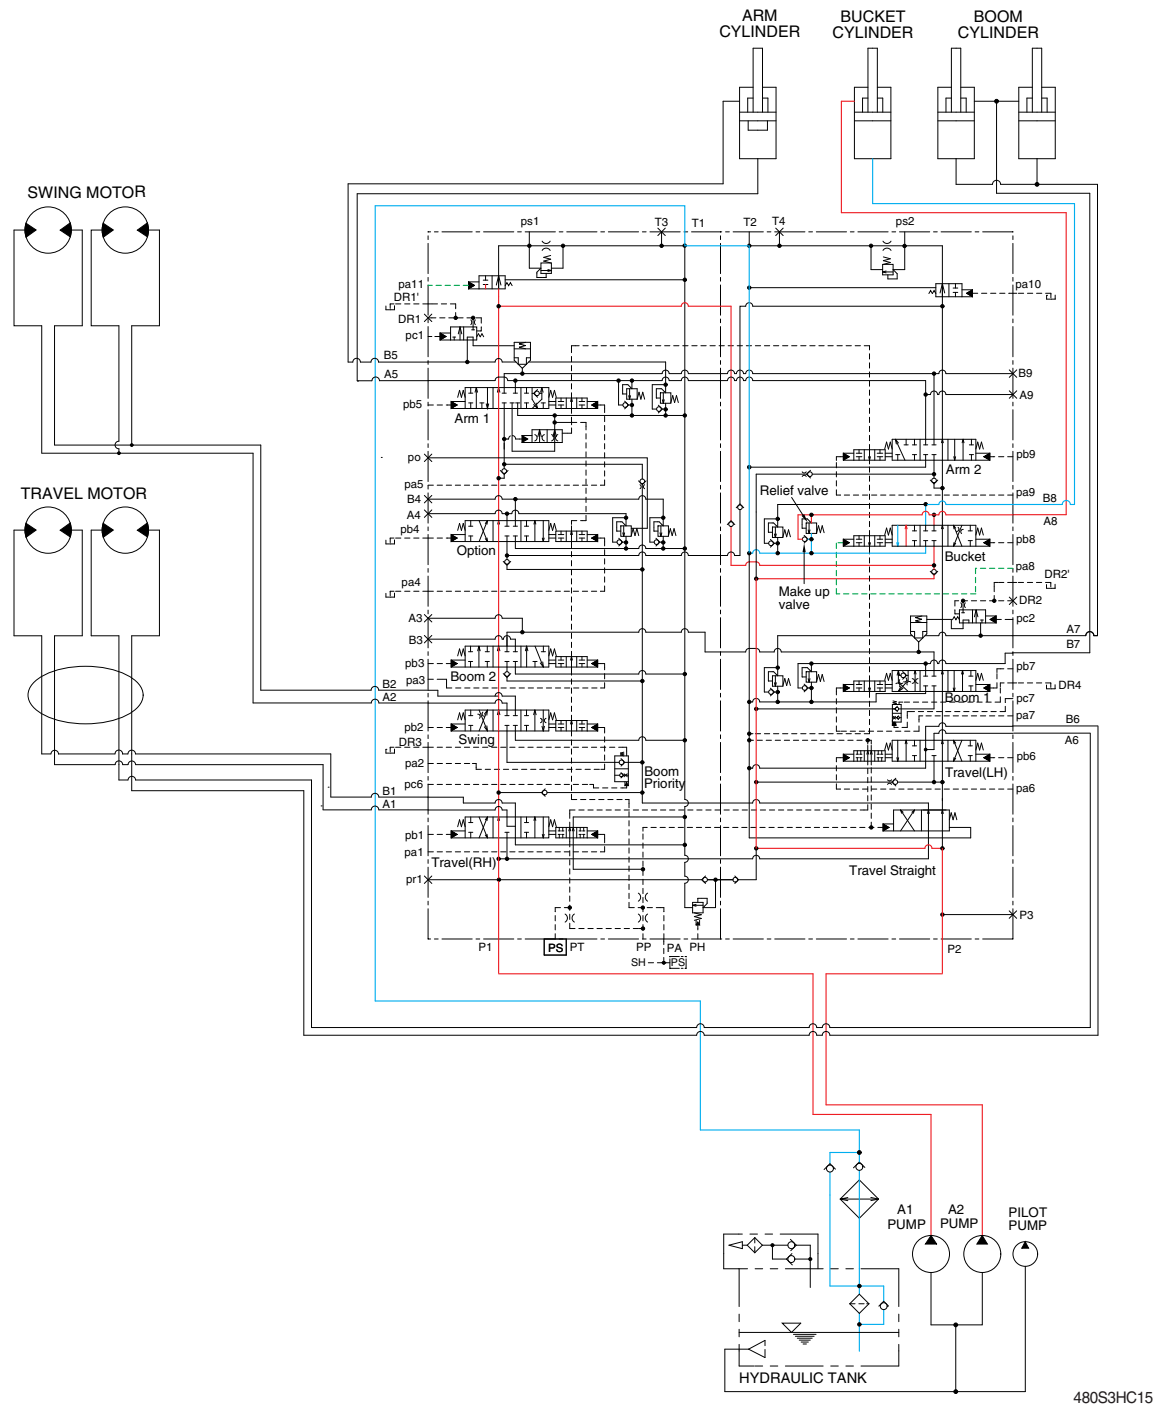 ARM
CYLINDER
BUCKET
CYLINDER
BOOM
CYLINDER
SWING MOTOR
TRAVEL MOTOR
ps1
T3
T1
T2
T4
ps2
pa11
DR1'
DR1
pc1
B5
A5
pb5
Arm 1
po
pa5
B4
A4
pb4
Option
pa4
A3
B3
pb3
Boom 2
pa3
B2
A2
pb2
Swing
DR3
pa2
Boom
Priority
pc6
B1
A1
pb1
pa1
Travel(RH)
pr1
pa10
B9
A9
pb9
Arm 2
pa9
B8
Relief valve
A8
pb8
Bucket
pa8
DR2'
Make up
valve
DR2
pc2
A7
B7
pb7
DR4
Boom 1
pc7
pa7
B6
A6
pb6
Travel(LH)
pa6
Travel Straight
P3
P1
PS
PT
PP
PA
PH
P2
SH
PS
A1
PUMP
A2
PUMP
PILOT
PUMP
HYDRAULIC TANK
480S3HC15